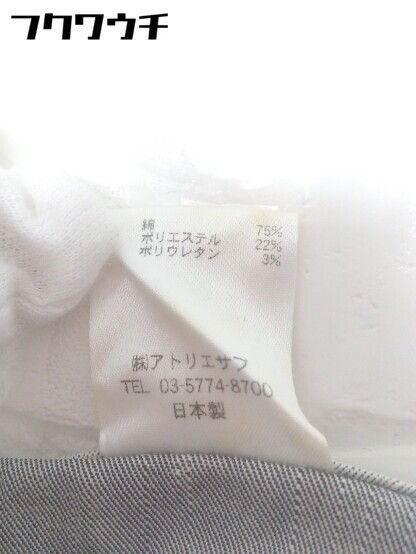 フクワウチ
綿 75%
ポリエステル 22%
ポリウレタン 3%
㈱アトリエサブ
TEL 03-5774-8700
日本製